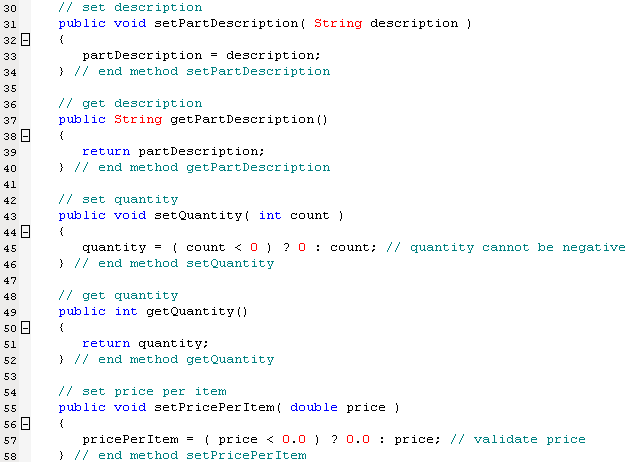 30 // set description
31 public void setPartDescription( String description )
32 {
33 partDescription = description;
34 } // end method setPartDescription
35
36 // get description
37 public String getPartDescription()
38 {
39 return partDescription;
40 } // end method getPartDescription
41
42 // set quantity
43 public void setQuantity( int count )
44 {
45 quantity = ( count < 0 ) ? 0 : count; // quantity cannot be negative
46 } // end method setQuantity
47
48 // get quantity
49 public int getQuantity()
50 {
51 return quantity;
52 } // end method getQuantity
53
54 // set price per item
55 public void setPricePerItem( double price )
56 {
57 pricePerItem = ( price < 0.0 ) ? 0.0 : price; // validate price
58 } // end method setPricePerItem